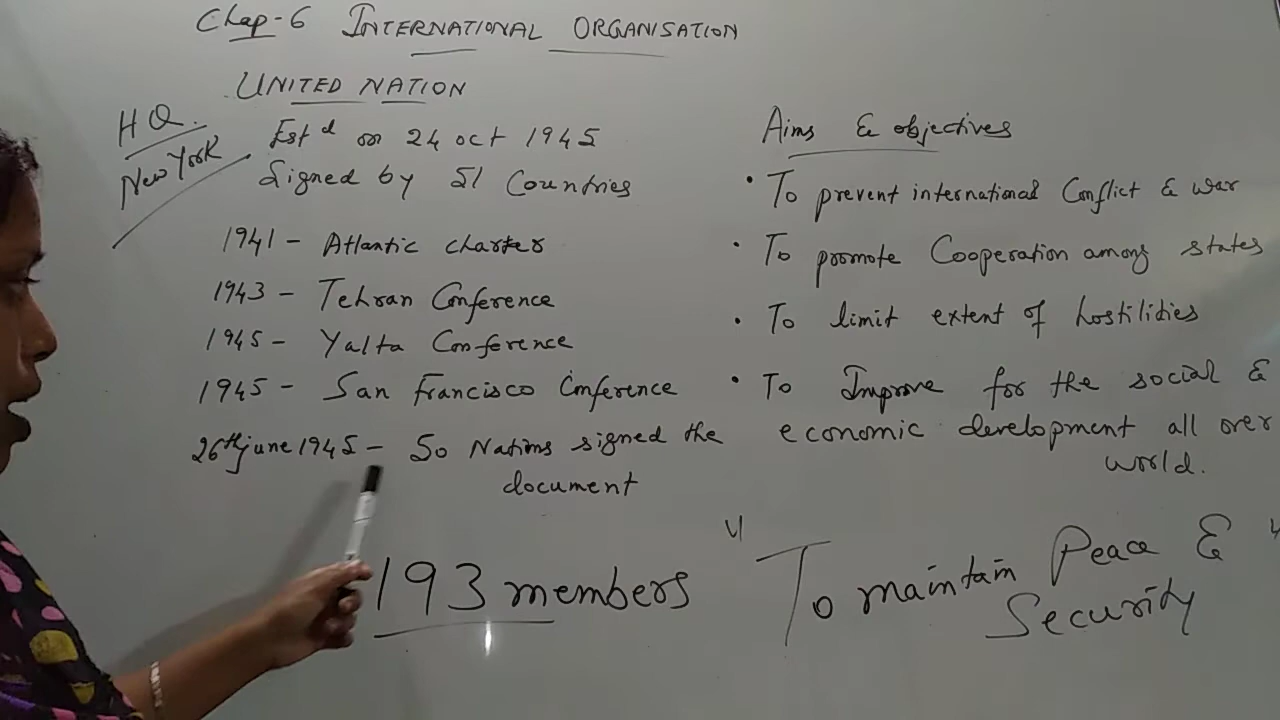 Chap-6 INTERNATIONAL ORGANISATION
UNITED NATION
HQ.
New York
Estd on 24 oct 1945
Signed by 51 Countries
1941 - Atlantic charter
1943 - Tehran Conference
1945 - Yalta Conference
1945 - San Francisco Conference
26th june 1945 - 50 Nations signed the
document
193 members
Aims & objectives
• To prevent international Conflict & war
• To promote Cooperation among states
• To limit extent of hostilities
• To Improve for the social &
economic development all over
world.
" To maintain Peace & "
Security